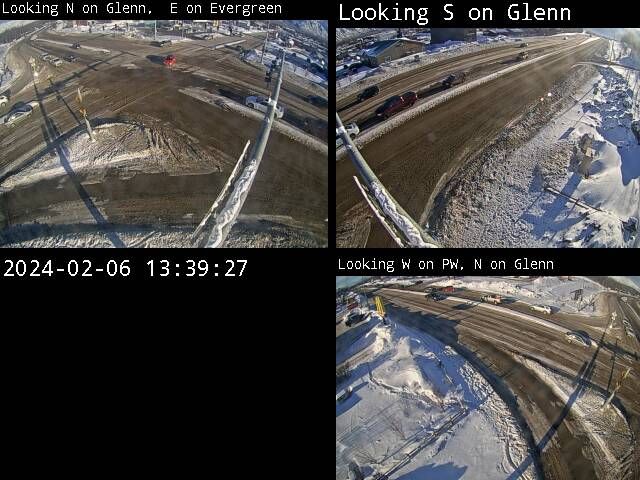 Looking N on Glenn,  E on Evergreen
Looking S on Glenn
2024-02-06 13:39:27
Looking W on PW, N on Glenn